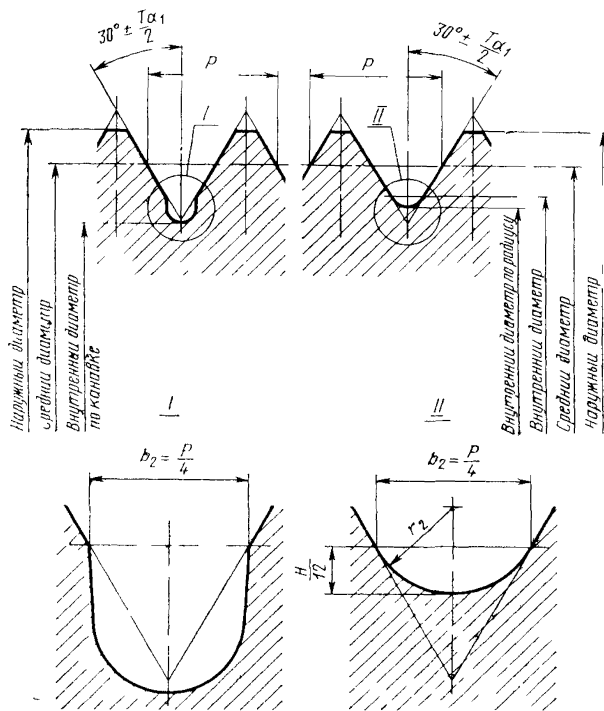 30° ± Tα1/2
30° ± Tα1/2
P
P
I
II
Наружный диаметр
Средний диаметр
Внутренний диаметр
по канавке
Внутренний диаметр по радиусу
Внутренний диаметр
Средний диаметр
Наружный диаметр
I
II
b2 = P/4
b2 = P/4
r2
H/12